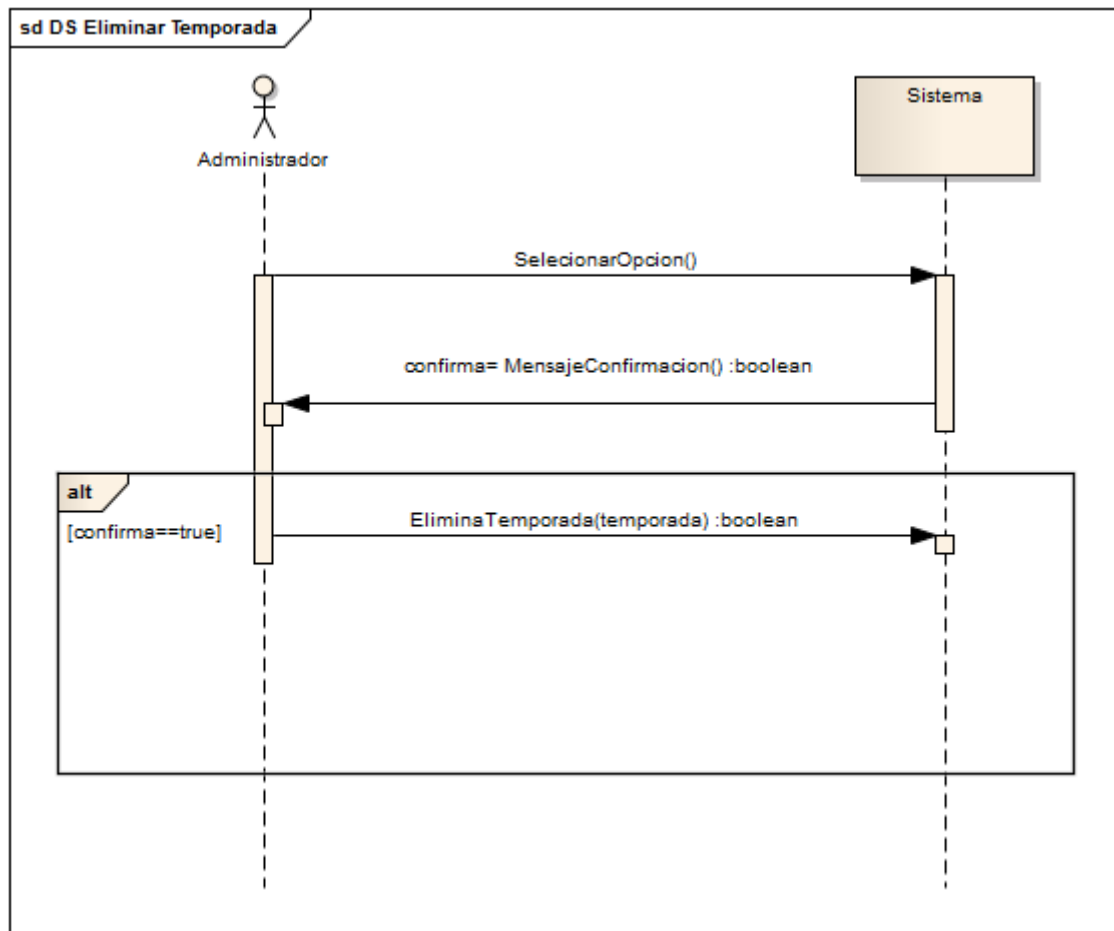 sd DS Eliminar Temporada
Administrador
Sistema
SelecionarOpcion()
confirma= MensajeConfirmacion() :boolean
alt
[confirma==true]
EliminaTemporada(temporada) :boolean